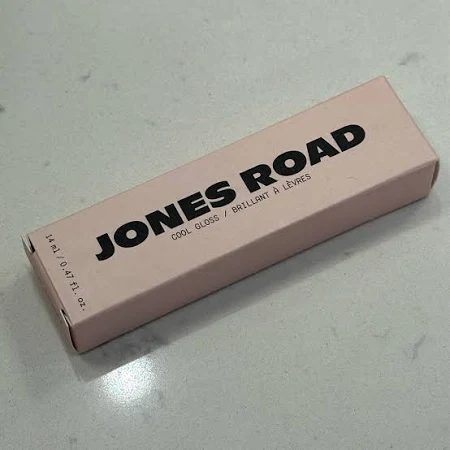 JONES ROAD
COOL GLOSS / BRILLANT À LÈVRES
14 ml / 0.47 fl. oz.